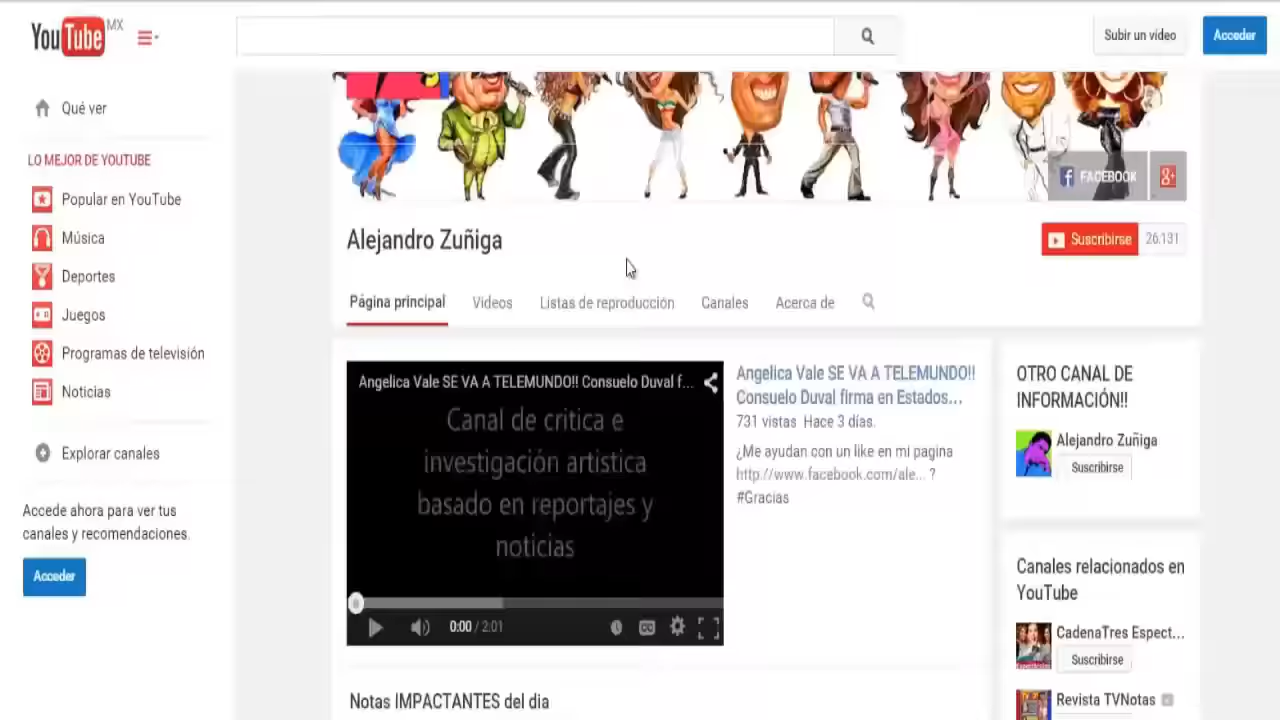 YouTube MX
Subir un vídeo
Acceder
Qué ver
LO MEJOR DE YOUTUBE
Popular en YouTube
Música
Deportes
Juegos
Programas de televisión
Noticias
Explorar canales
Accede ahora para ver tus
canales y recomendaciones.
Acceder
FACEBOOK
Alejandro Zuñiga
Suscribirse 26.131
Página principal
Vídeos
Listas de reproducción
Canales
Acerca de
Angelica Vale SE VA A TELEMUNDO!! Consuelo Duval f...
Canal de critica e
investigación artistica
basado en reportajes y
noticias
0:00 / 2:01
Angelica Vale SE VA A TELEMUNDO!!
Consuelo Duval firma en Estados...
731 vistas Hace 3 días.
¿Me ayudan con un like en mi pagina
http://www.facebook.com/ale... ?
#Gracias
Notas IMPACTANTES del dia
OTRO CANAL DE
INFORMACIÓN!!
Alejandro Zuñiga
Suscribirse
Canales relacionados en
YouTube
CadenaTres Espect...
Suscribirse
Revista TVNotas